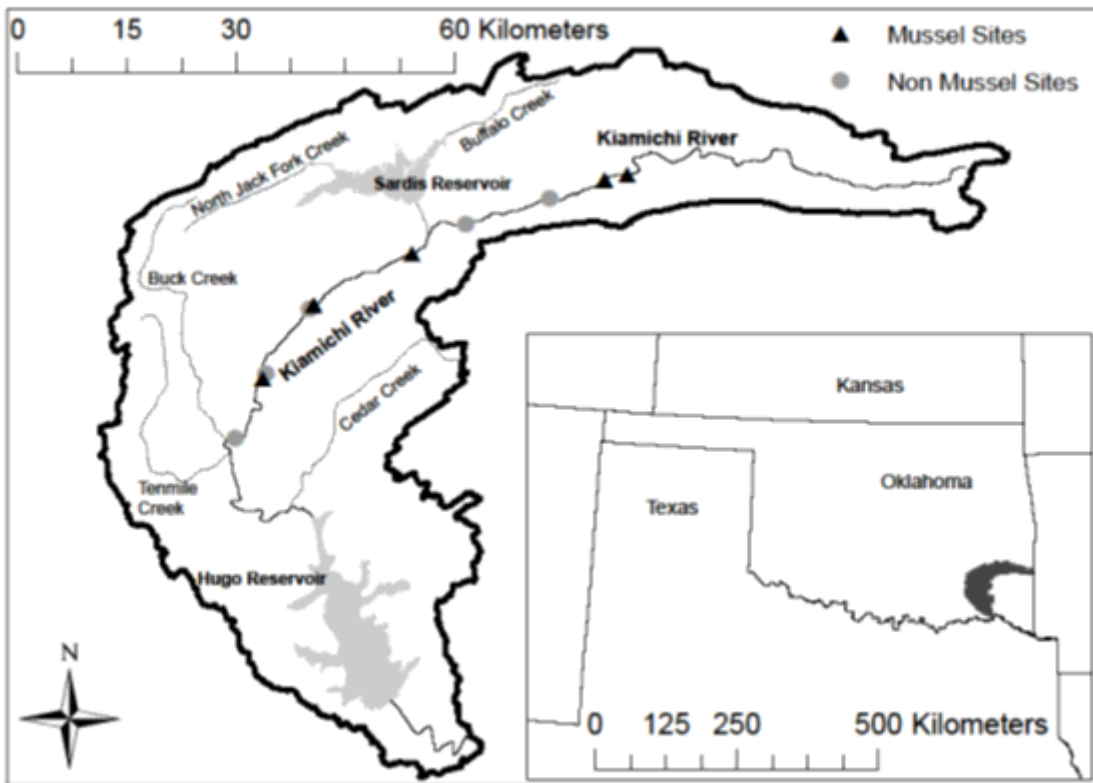 0 15 30 60 Kilometers
Mussel Sites
Non Mussel Sites
Buffalo Creek
Kiamichi River
North Jack Fork Creek
Sardis Reservoir
Buck Creek
Kiamichi River
Cedar Creek
Tenmile
Creek
Hugo Reservoir
N
Kansas
Oklahoma
Texas
0 125 250 500 Kilometers